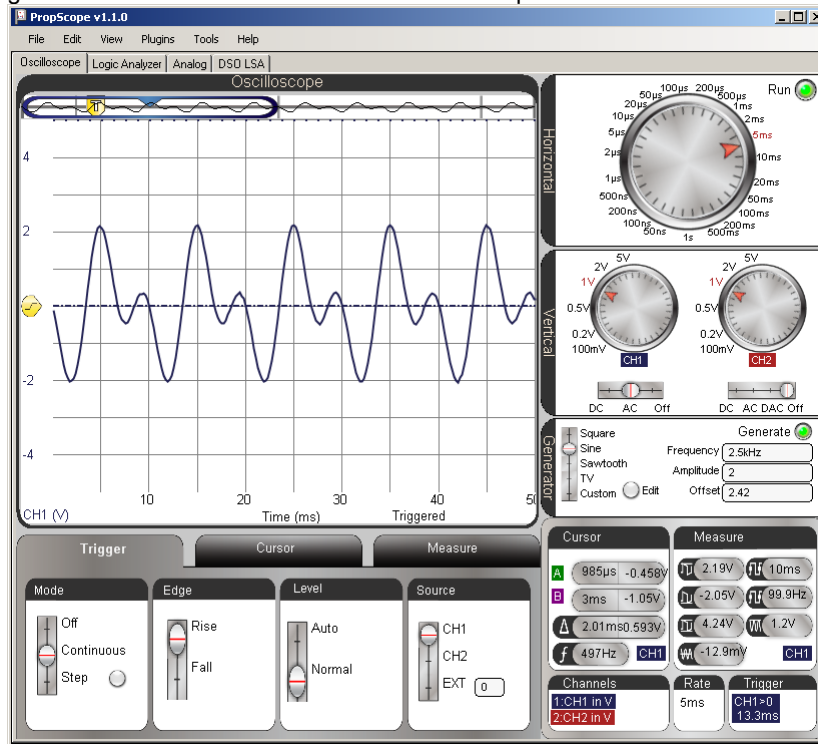 PropScope v1.1.0
File Edit View Plugins Tools Help
Oscilloscope Logic Analyzer Analog DSO LSA
Oscilloscope
T
4
2
-2
-4
10 20 30 40 50
CH1 (V) Time (ms) Triggered
Horizontal
Run
50ns
100ns
200ns
500ns
1µs
2µs
5µs
10µs
20µs
50µs
100µs
200µs
500µs
1ms
2ms
5ms
10ms
20ms
50ms
100ms
200ms
500ms
1s
Vertical
5V
2V
1V
0.5V
0.2V
100mV
CH1
DC AC Off
5V
2V
1V
0.5V
0.2V
100mV
CH2
DC AC DAC Off
Generator
Square
Sine
Sawtooth
TV
Custom
Edit
Generate
Frequency 2.5kHz
Amplitude 2
Offset 2.42
Trigger Cursor Measure
Mode
Off
Continuous
Step
Edge
Rise
Fall
Level
Auto
Normal
Source
CH1
CH2
EXT 0
Cursor
A 985µs -0.458V
B 3ms -1.05V
Δ 2.01ms 0.593V
f 497Hz CH1
Measure
2.19V 10ms
-2.05V 99.9Hz
4.24V 1.2V
-12.9mV CH1
Channels
1:CH1 in V
2:CH2 in V
Rate
5ms
Trigger
CH1>0
13.3ms